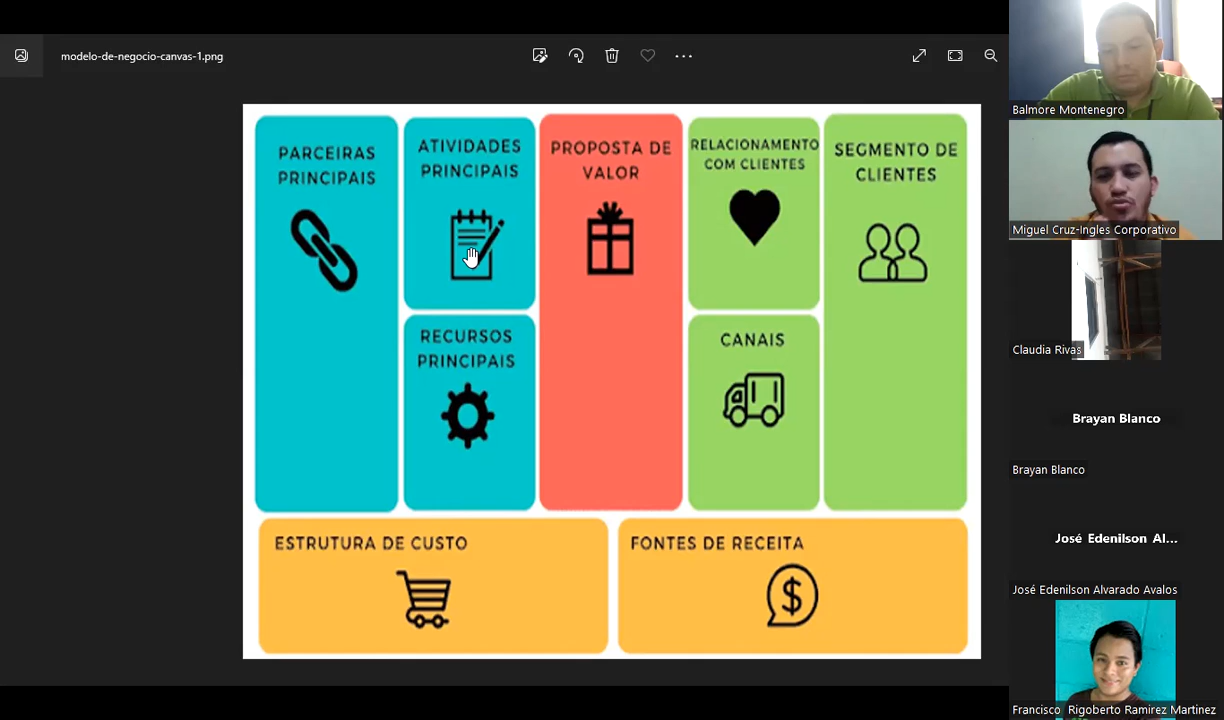 modelo-de-negocio-canvas-1.png
PARCEIRAS
PRINCIPAIS
ATIVIDADES
PRINCIPAIS
PROPOSTA DE
VALOR
RELACIONAMENTO
COM CLIENTES
SEGMENTO DE
CLIENTES
RECURSOS
PRINCIPAIS
CANAIS
ESTRUTURA DE CUSTO
FONTES DE RECEITA
$
Balmore Montenegro
Miguel Cruz-Ingles Corporativo
Claudia Rivas
Brayan Blanco
Brayan Blanco
José Edenilson Al...
José Edenilson Alvarado Avalos
Francisco Rigoberto Ramirez Martinez